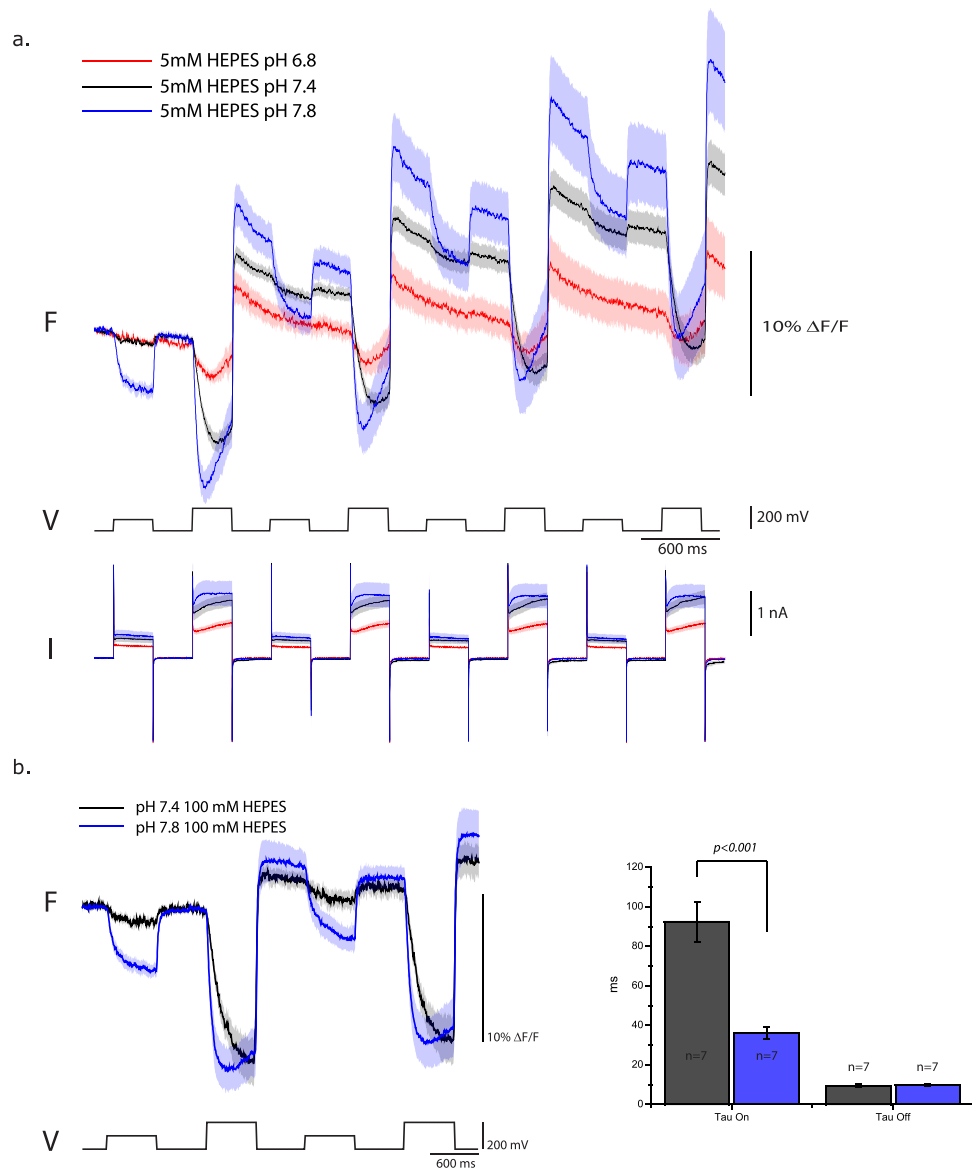 a.
5mM HEPES pH 6.8
5mM HEPES pH 7.4
5mM HEPES pH 7.8
F
10% ΔF/F
V
200 mV
600 ms
I
1 nA
b.
pH 7.4 100 mM HEPES
pH 7.8 100 mM HEPES
F
10% ΔF/F
V
200 mV
600 ms
p<0.001
120
100
80
60
40
20
0
ms
n=7
n=7
n=7
n=7
Tau On
Tau Off